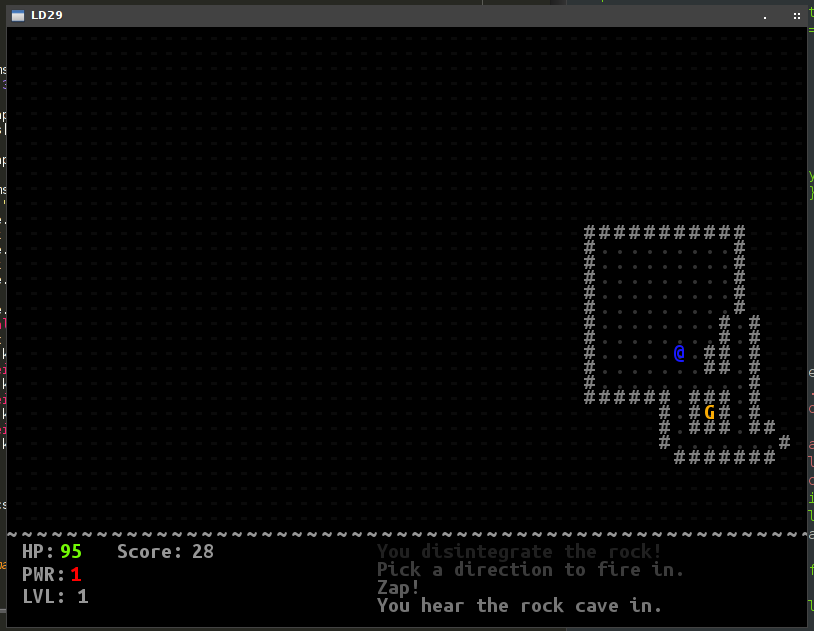 LD29
@
G
HP: 95 Score: 28
PWR: 1
LVL: 1
You disintegrate the rock!
Pick a direction to fire in.
Zap!
You hear the rock cave in.